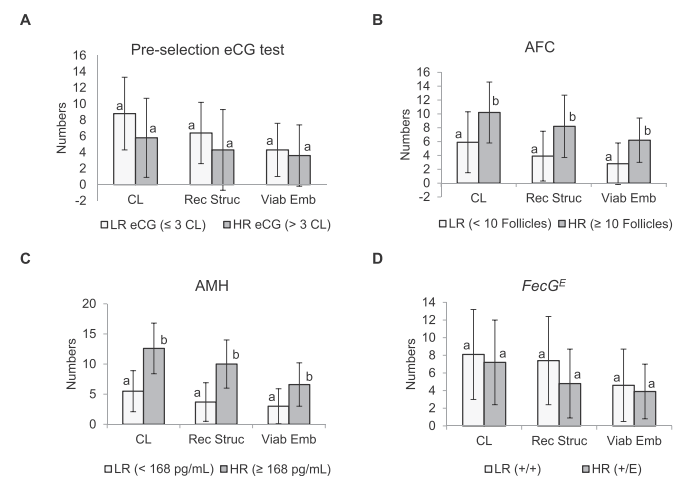 A
Pre-selection eCG test
16
14
12
10
8
6
4
2
0
-2
Numbers
a
a
a
a
a
a
CL
Rec Struc
Viab Emb
LR eCG (≤ 3 CL)
HR eCG (> 3 CL)
B
AFC
16
14
12
10
8
6
4
2
0
-2
Numbers
a
b
a
b
a
b
CL
Rec Struc
Viab Emb
LR (< 10 Follicles)
HR (≥ 10 Follicles)
C
AMH
20
15
10
5
0
Numbers
a
b
a
b
a
b
CL
Rec Struc
Viab Emb
LR (< 168 pg/mL)
HR (≥ 168 pg/mL)
D
FecGᴱ
14
12
10
8
6
4
2
0
Numbers
a
a
a
a
a
a
CL
Rec Struc
Viab Emb
LR (+/+)
HR (+/E)